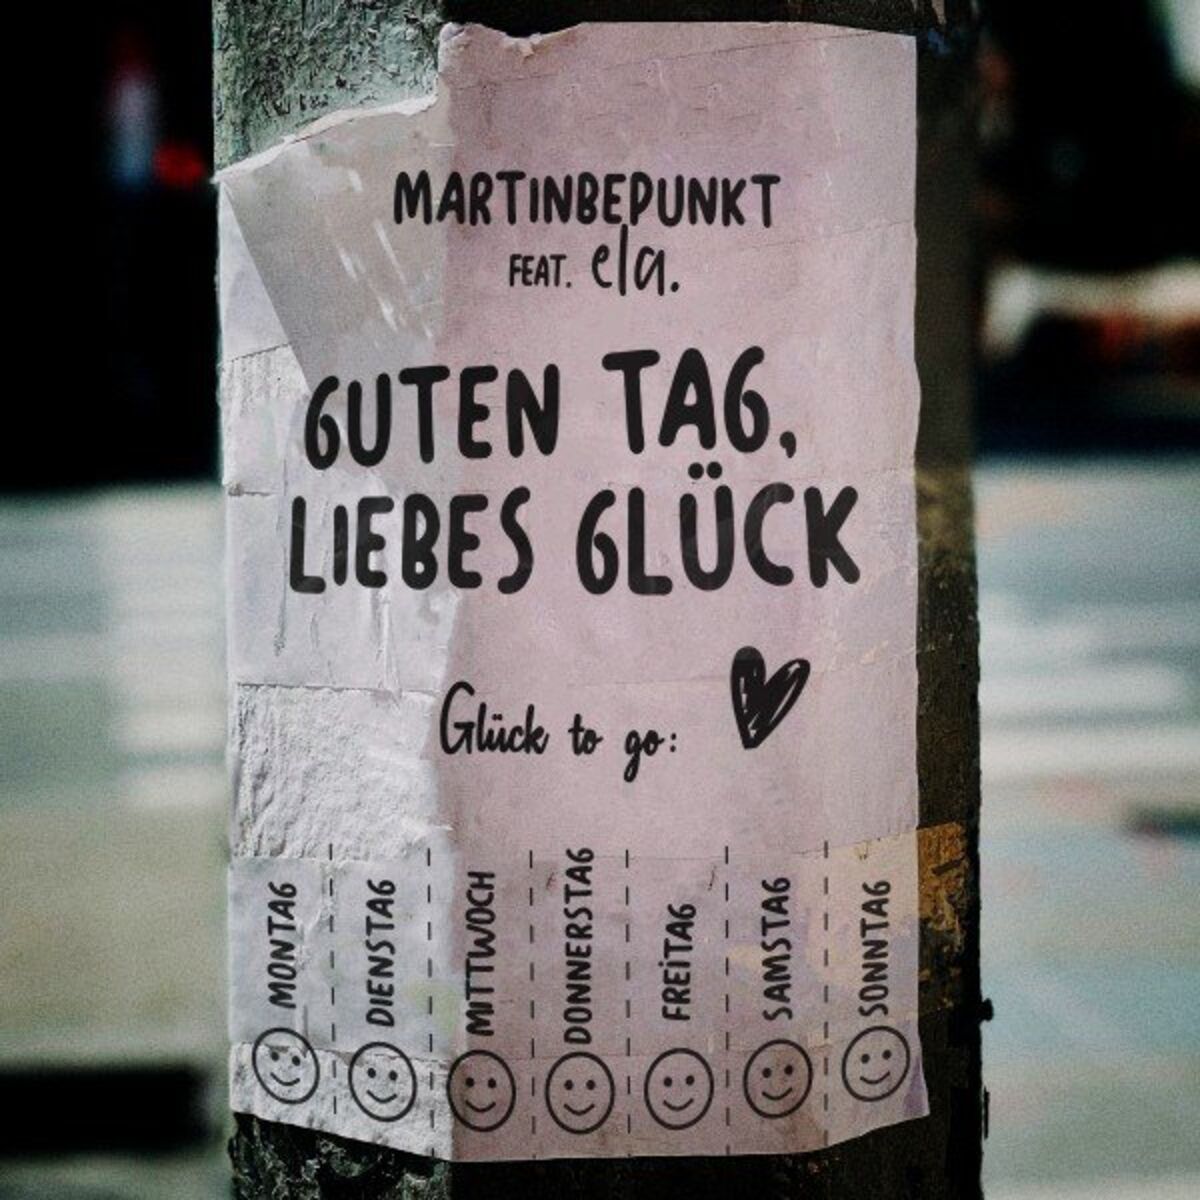 MARTINBEPUNKT
FEAT. ela.
GUTEN TAG,
LIEBES GLÜCK
Glück to go:
MONTAG
DIENSTAG
MITTWOCH
DONNERSTAG
FREITAG
SAMSTAG
SONNTAG